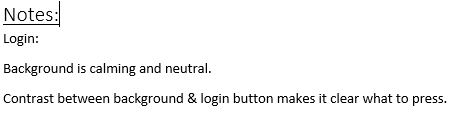 Notes:
Login:
Background is calming and neutral.
Contrast between background & login button makes it clear what to press.